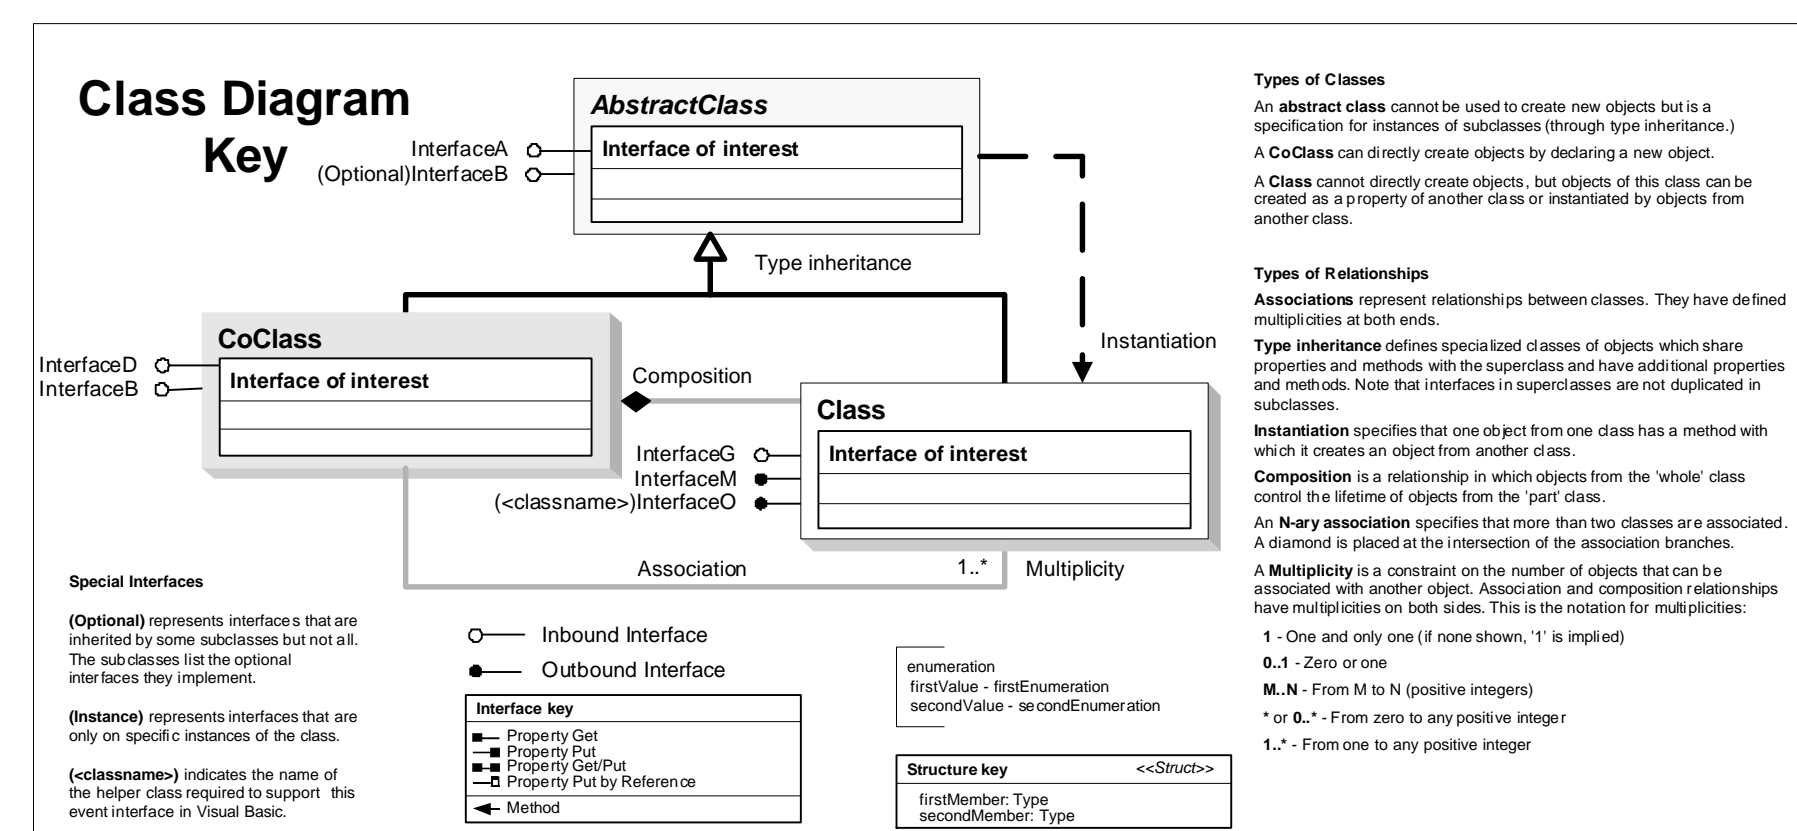 Class Diagram
Key
AbstractClass
Interface of interest
InterfaceA
(Optional)InterfaceB
Type inheritance
Instantiation
CoClass
Interface of interest
InterfaceD
InterfaceB
Composition
Class
Interface of interest
InterfaceG
InterfaceM
(<classname>)InterfaceO
Association
1..*
Multiplicity
Special Interfaces
(Optional) represents interfaces that are
inherited by some subclasses but not all.
The subclasses list the optional
interfaces they implement.
(Instance) represents interfaces that are
only on specific instances of the class.
(<classname>) indicates the name of
the helper class required to support this
event interface in Visual Basic.
Inbound Interface
Outbound Interface
Interface key
Property Get
Property Put
Property Get/Put
Property Put by Reference
Method
enumeration
firstValue - firstEnumeration
secondValue - secondEnumeration
Structure key <<Struct>>
firstMember: Type
secondMember: Type
Types of Classes
An abstract class cannot be used to create new objects but is a
specification for instances of subclasses (through type inheritance.)
A CoClass can directly create objects by declaring a new object.
A Class cannot directly create objects, but objects of this class can be
created as a property of another class or instantiated by objects from
another class.
Types of Relationships
Associations represent relationships between classes. They have defined
multiplicities at both ends.
Type inheritance defines specialized classes of objects which share
properties and methods with the superclass and have additional properties
and methods. Note that interfaces in superclasses are not duplicated in
subclasses.
Instantiation specifies that one object from one class has a method with
which it creates an object from another class.
Composition is a relationship in which objects from the 'whole' class
control the lifetime of objects from the 'part' class.
An N-ary association specifies that more than two classes are associated.
A diamond is placed at the intersection of the association branches.
A Multiplicity is a constraint on the number of objects that can be
associated with another object. Association and composition relationships
have multiplicities on both sides. This is the notation for multiplicities:
1 - One and only one (if none shown, '1' is implied)
0..1 - Zero or one
M..N - From M to N (positive integers)
* or 0..* - From zero to any positive integer
1..* - From one to any positive integer